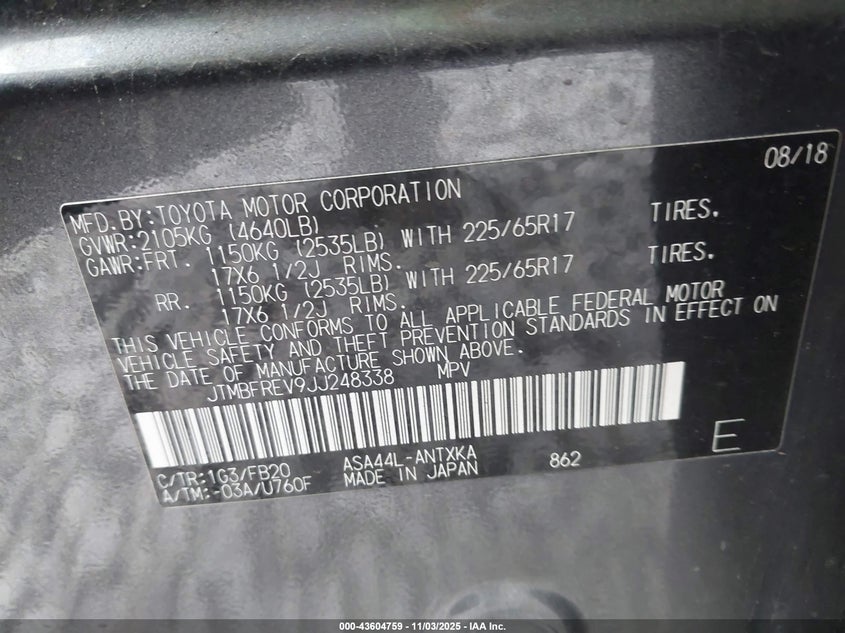 08/18
MFD.BY:TOYOTA MOTOR CORPORATION
GVWR:2105KG (4640LB)
GAWR:FRT. 1150KG (2535LB) WITH 225/65R17 TIRES.
17X6 1/2J RIMS.
RR. 1150KG (2535LB) WITH 225/65R17 TIRES.
17X6 1/2J RIMS.
THIS VEHICLE CONFORMS TO ALL APPLICABLE FEDERAL MOTOR
VEHICLE SAFETY AND THEFT PREVENTION STANDARDS IN EFFECT ON
THE DATE OF MANUFACTURE SHOWN ABOVE.
JTMBFREV9JJ248338 MPV
C/TR:1G3/FB20 ASA44L-ANTXKA 862 E
A/TM:-03A/U760F MADE IN JAPAN
000-43604759 - 11/03/2025 - IAA Inc.